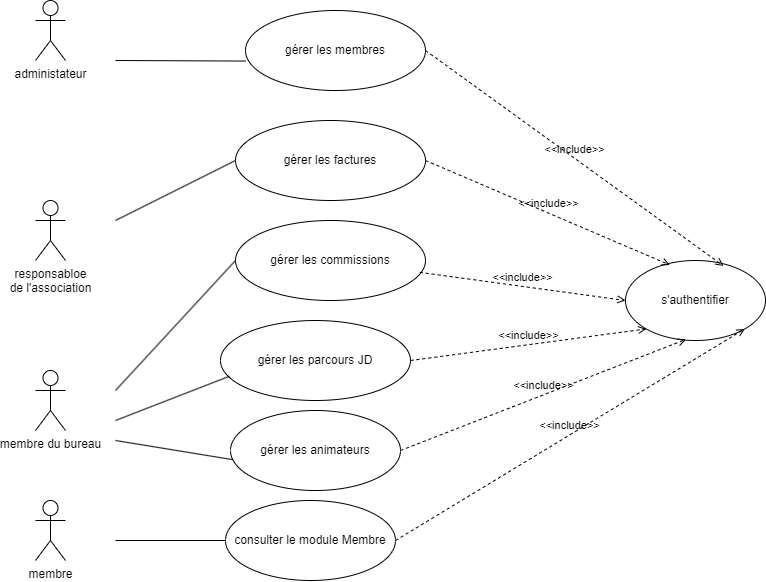 administateur
gérer les membres
<<include>>
gérer les factures
<<include>>
responsabloe
de l'association
gérer les commissions
<<include>>
s'authentifier
<<include>>
gérer les parcours JD
<<include>>
membre du bureau
gérer les animateurs
<<include>>
consulter le module Membre
membre